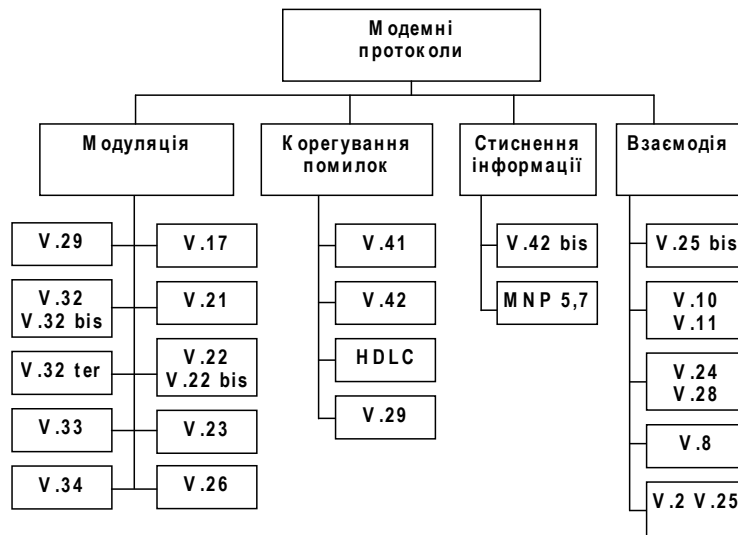 Модемні
протоколи
Модуляція
Корегування
помилок
Стиснення
інформації
Взаємодія
V.29
V.17
V.32
V.32 bis
V.21
V.32 ter
V.22
V.22 bis
V.33
V.23
V.34
V.26
V.41
V.42
HDLC
V.29
V.42 bis
MNP 5,7
V.25 bis
V.10
V.11
V.24
V.28
V.8
V.2 V.25